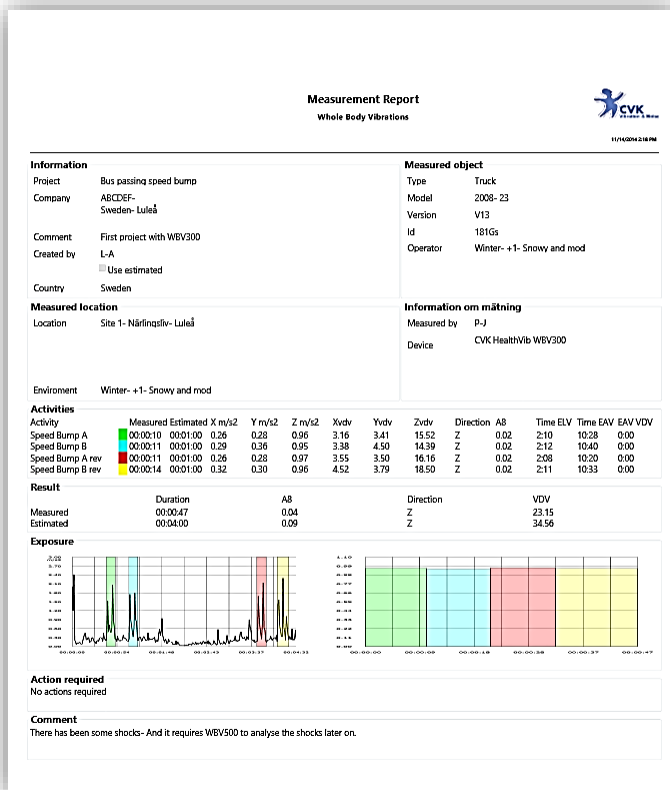 Measurement Report
Whole Body Vibrations
CVK
11/14/2014 2:18 PM
Information
Project Bus passing speed bump
Company ABCDEF-
Sweden- Luleå
Comment First project with WBV300
Created by L-A
Use estimated
Country Sweden
Measured object
Type Truck
Model 2008- 23
Version V13
Id 181Gs
Operator Winter- +1- Snowy and mod
Measured location
Location Site 1- Närlingsliv- Luleå
Enviroment Winter- +1- Snowy and mod
Information om mätning
Measured by P-J
Device CVK HealthVib WBV300
Activities
Activity Measured Estimated X m/s2 Y m/s2 Z m/s2 Xvdv Yvdv Zvdv Direction A8 Time ELV Time EAV EAV VDV
Speed Bump A 00:00:10 00:01:00 0.26 0.28 0.96 3.16 3.41 15.52 Z 0.02 2:10 10:28 0:00
Speed Bump B 00:00:11 00:01:00 0.29 0.36 0.95 3.38 4.50 14.39 Z 0.02 2:12 10:40 0:00
Speed Bump A rev 00:00:11 00:01:00 0.26 0.28 0.97 3.55 3.50 16.16 Z 0.02 2:08 10:20 0:00
Speed Bump B rev 00:00:14 00:01:00 0.32 0.30 0.96 4.52 3.79 18.50 Z 0.02 2:11 10:33 0:00
Result
Duration A8 Direction VDV
Measured 00:00:47 0.04 Z 23.15
Estimated 00:04:00 0.09 Z 34.56
Exposure
Action required
No actions required
Comment
There has been some shocks- And it requires WBV500 to analyse the shocks later on.